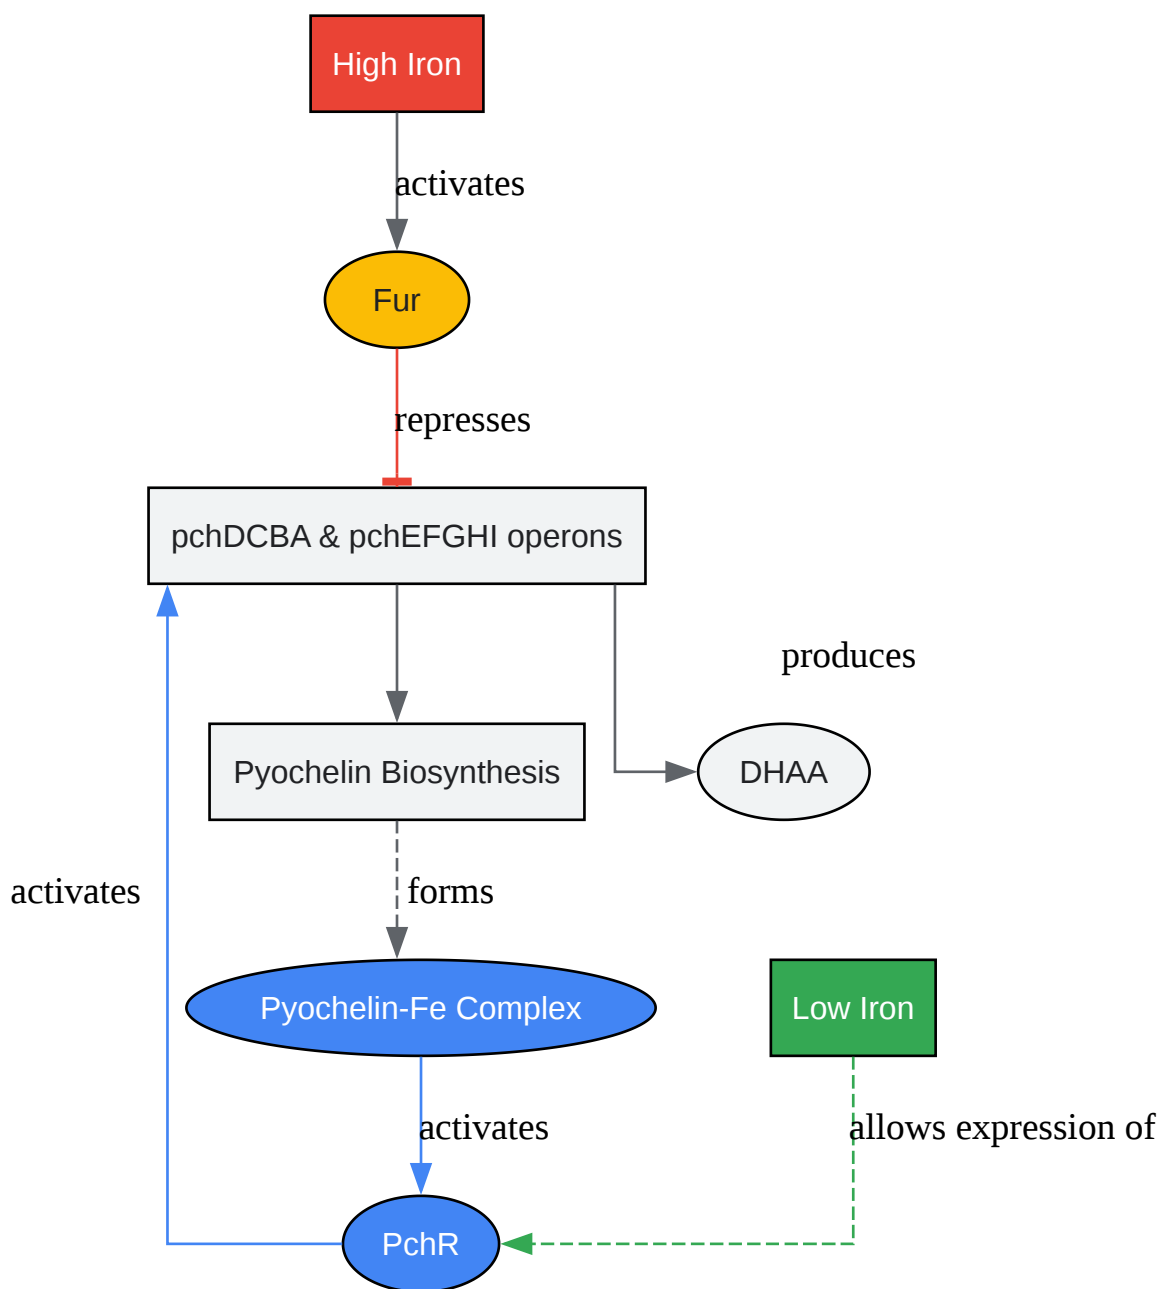 High Iron
activates
Fur
represses
pchDCBA & pchEFGHI operons
produces
Pyochelin Biosynthesis
DHAA
activates
forms
Pyochelin-Fe Complex
Low Iron
activates
allows expression of
PchR